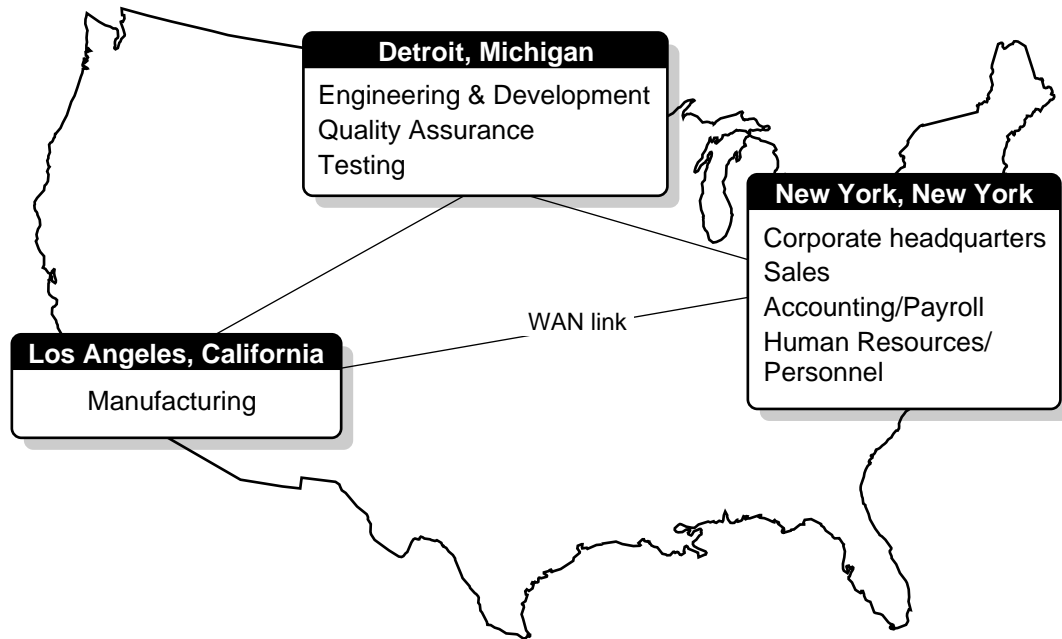 Detroit, Michigan
Engineering & Development
Quality Assurance
Testing
New York, New York
Corporate headquarters
Sales
Accounting/Payroll
Human Resources/
Personnel
WAN link
Los Angeles, California
Manufacturing